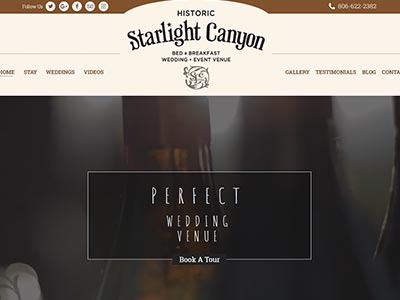 Follow Us
806-622-2382
HISTORIC
Starlight Canyon
BED & BREAKFAST
WEDDING + EVENT VENUE
HOME STAY WEDDINGS VIDEOS GALLERY TESTIMONIALS BLOG CONTA
PERFECT
WEDDING
VENUE
Book A Tour